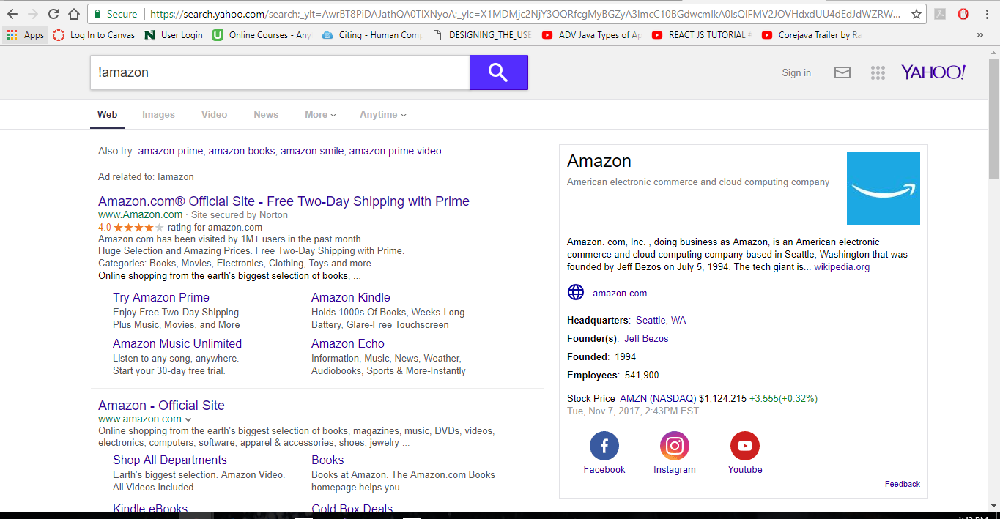 Secure
https://search.yahoo.com/search;_ylt=AwrBT8PiDAJathQA0TlXNyoA;_ylc=X1MDMjc2NjY3OQRfcgMyBGZyA3lmcC10BGdwcmlkA0lsQlFMV2JOVHdxdUU4dEdJdWZRW...
Apps Log In to Canvas User Login Online Courses - Any Citing - Human Comp DESIGNING_THE_USE ADV Java Types of Ap REACT JS TUTORIAL # Corejava Trailer by Ra »
!amazon
Sign in YAHOO!
Web Images Video News More Anytime
Also try: amazon prime, amazon books, amazon smile, amazon prime video
Ad related to: !amazon
Amazon.com® Official Site - Free Two-Day Shipping with Prime
www.Amazon.com · Site secured by Norton
4.0 ★★★★★ rating for amazon.com
Amazon.com has been visited by 1M+ users in the past month
Huge Selection and Amazing Prices. Free Two-Day Shipping with Prime.
Categories: Books, Movies, Electronics, Clothing, Toys and more
Online shopping from the earth's biggest selection of books, ...
Try Amazon Prime
Enjoy Free Two-Day Shipping
Plus Music, Movies, and More
Amazon Kindle
Holds 1000s Of Books, Weeks-Long
Battery, Glare-Free Touchscreen
Amazon Music Unlimited
Listen to any song, anywhere.
Start your 30-day free trial.
Amazon Echo
Information, Music, News, Weather,
Audiobooks, Sports & More-Instantly
Amazon - Official Site
www.amazon.com
Online shopping from the earth's biggest selection of books, magazines, music, DVDs, videos,
electronics, computers, software, apparel & accessories, shoes, jewelry ...
Shop All Departments
Earth's biggest selection. Amazon Video.
All Videos Included...
Books
Books at Amazon. The Amazon.com Books
homepage helps you...
Kindle eBooks
Gold Box Deals
Amazon
American electronic commerce and cloud computing company
Amazon. com, Inc. , doing business as Amazon, is an American electronic
commerce and cloud computing company based in Seattle, Washington that was
founded by Jeff Bezos on July 5, 1994. The tech giant is... wikipedia.org
amazon.com
Headquarters: Seattle, WA
Founder(s): Jeff Bezos
Founded: 1994
Employees: 541,900
Stock Price AMZN (NASDAQ) $1,124.215 +3.555(+0.32%)
Tue, Nov 7, 2017, 2:43PM EST
Facebook Instagram Youtube
Feedback